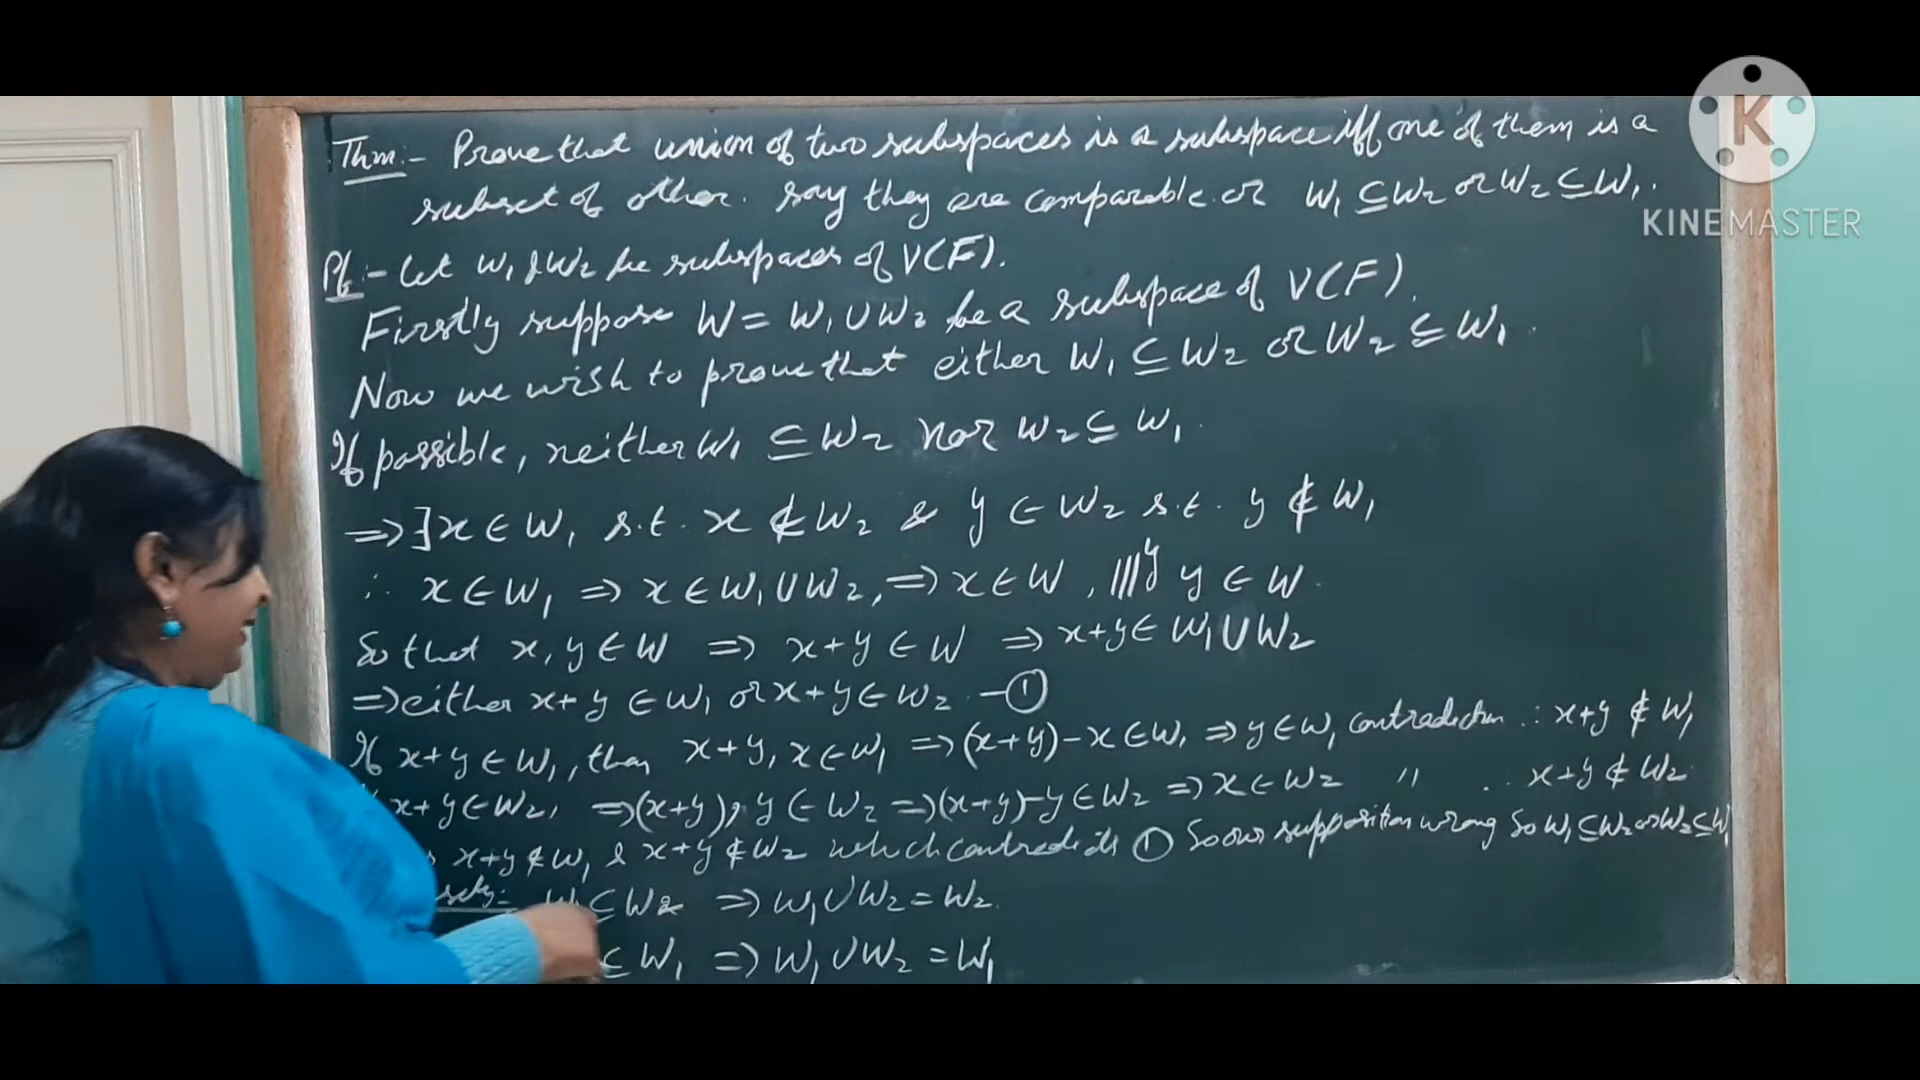 Thm:- Prove that union of two subspaces is a subspace iff one of them is a
subset of other. say they are comparable or W₁ ⊆ W₂ or W₂ ⊆ W₁.
Pf:- Let W₁ & W₂ be subspaces of V(F).
Firstly suppose W = W₁ ∪ W₂ be a subspace of V(F).
Now we wish to prove that either W₁ ⊆ W₂ or W₂ ⊆ W₁
If possible, neither W₁ ⊆ W₂ nor W₂ ⊆ W₁.
⇒ ∃ x ∈ W₁ s.t. x ∉ W₂ & y ∈ W₂ s.t. y ∉ W₁
∴ x ∈ W₁ ⇒ x ∈ W₁ ∪ W₂, ⇒ x ∈ W, |||ly y ∈ W
So that x, y ∈ W ⇒ x+y ∈ W ⇒ x+y ∈ W₁ ∪ W₂
⇒ either x+y ∈ W₁ or x+y ∈ W₂ -①
If x+y ∈ W₁, then x+y, x ∈ W₁ ⇒ (x+y)-x ∈ W₁ ⇒ y ∈ W₁ contradiction ∴ x+y ∉ W₁
x+y ∈ W₂, ⇒ (x+y), y ∈ W₂ ⇒ (x+y)-y ∈ W₂ ⇒ x ∈ W₂ " ∴ x+y ∉ W₂
x+y ∉ W₁ & x+y ∉ W₂ which contradicts ① So our supposition wrong So W₁ ⊆ W₂ or W₂ ⊆ W₁
⊆ W₂ ⇒ W₁ ∪ W₂ = W₂
⊆ W₁ ⇒ W₁ ∪ W₂ = W₁
K
KINEMASTER